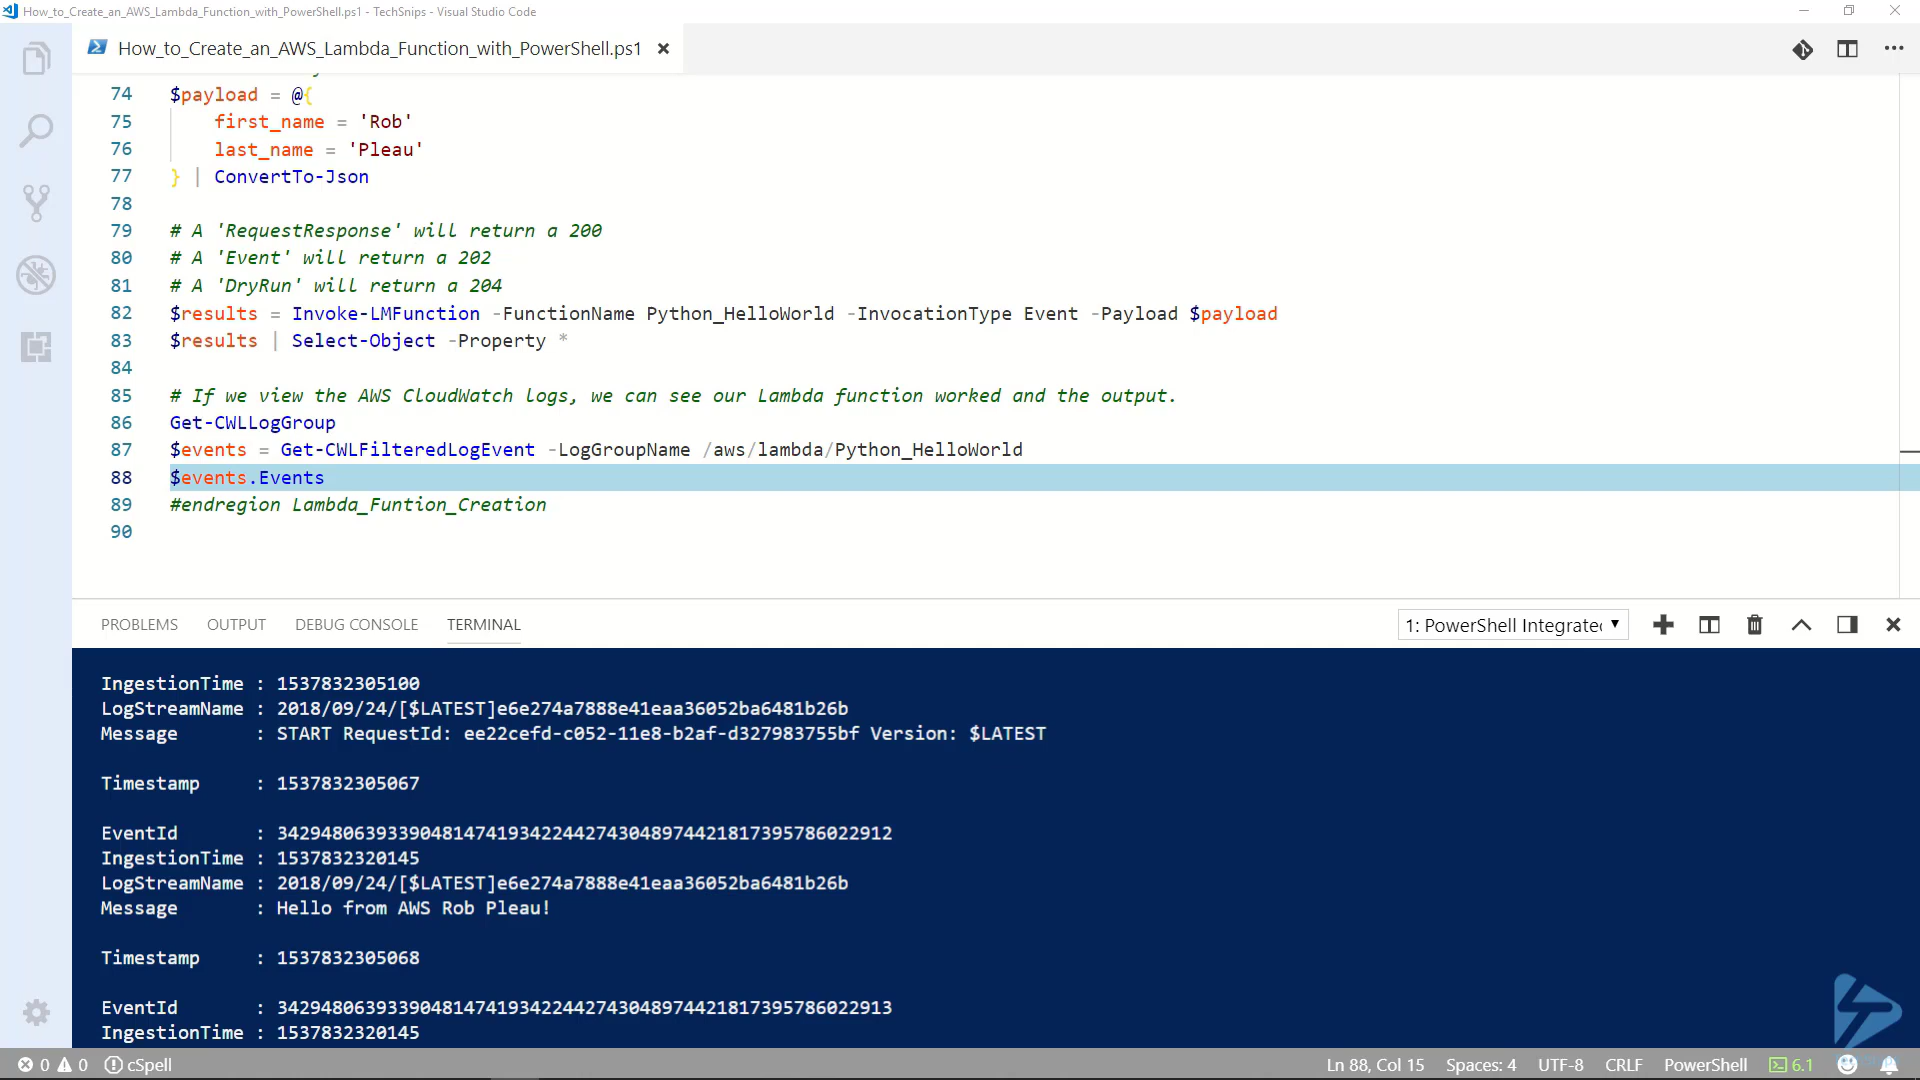 How_to_Create_an_AWS_Lambda_Function_with_PowerShell.ps1 - TechSnips - Visual Studio Code
How_to_Create_an_AWS_Lambda_Function_with_PowerShell.ps1
74 $payload = @{
75 first_name = 'Rob'
76 last_name = 'Pleau'
77 } | ConvertTo-Json
78
79 # A 'RequestResponse' will return a 200
80 # A 'Event' will return a 202
81 # A 'DryRun' will return a 204
82 $results = Invoke-LMFunction -FunctionName Python_HelloWorld -InvocationType Event -Payload $payload
83 $results | Select-Object -Property *
84
85 # If we view the AWS CloudWatch logs, we can see our Lambda function worked and the output.
86 Get-CWLLogGroup
87 $events = Get-CWLFilteredLogEvent -LogGroupName /aws/lambda/Python_HelloWorld
88 $events.Events
89 #endregion Lambda_Funtion_Creation
90
PROBLEMS OUTPUT DEBUG CONSOLE TERMINAL 1: PowerShell Integrated
IngestionTime : 1537832305100
LogStreamName : 2018/09/24/[$LATEST]e6e274a7888e41eaa36052ba6481b26b
Message : START RequestId: ee22cefd-c052-11e8-b2af-d327983755bf Version: $LATEST
Timestamp : 1537832305067
EventId : 34294806393390481474193422442743048974421817395786022912
IngestionTime : 1537832320145
LogStreamName : 2018/09/24/[$LATEST]e6e274a7888e41eaa36052ba6481b26b
Message : Hello from AWS Rob Pleau!
Timestamp : 1537832305068
EventId : 34294806393390481474193422442743048974421817395786022913
IngestionTime : 1537832320145
0 0 cSpell Ln 88, Col 15 Spaces: 4 UTF-8 CRLF PowerShell 6.1